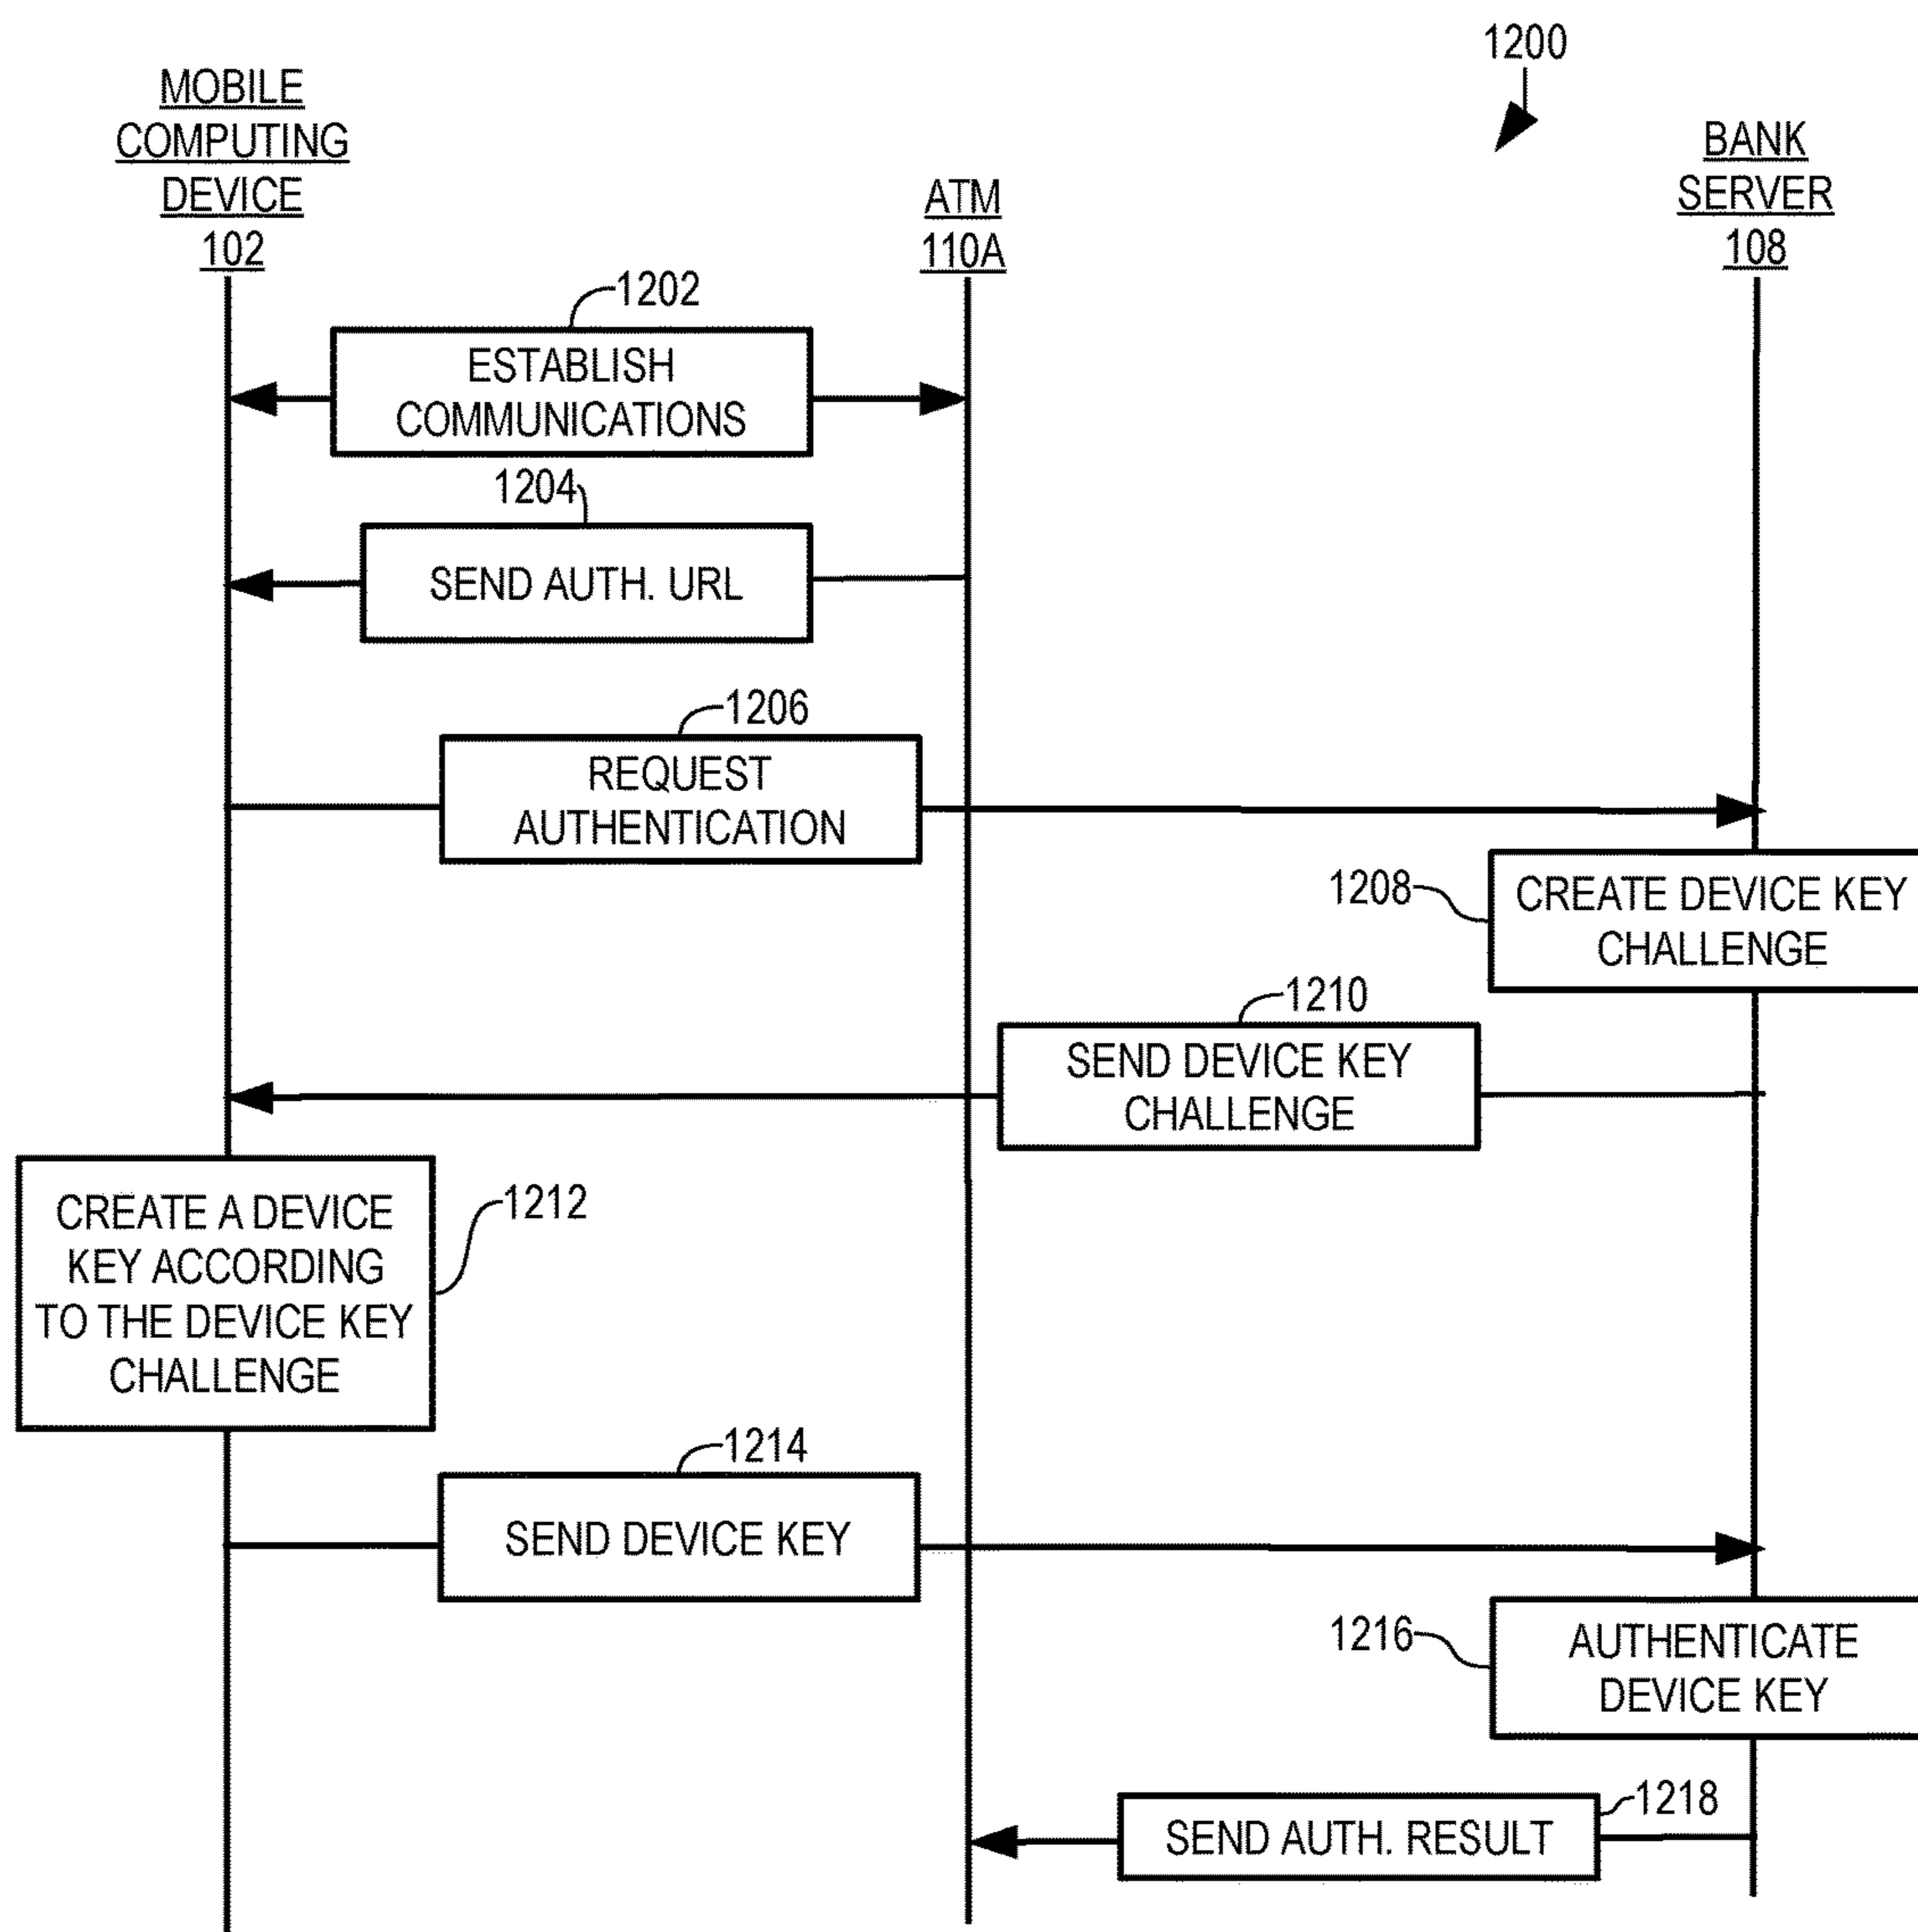 1200
MOBILE
COMPUTING
DEVICE
102
ATM
110A
BANK
SERVER
108
1202
ESTABLISH
COMMUNICATIONS
1204
SEND AUTH. URL
1206
REQUEST
AUTHENTICATION
1208
CREATE DEVICE KEY
CHALLENGE
1210
SEND DEVICE KEY
CHALLENGE
1212
CREATE A DEVICE
KEY ACCORDING
TO THE DEVICE KEY
CHALLENGE
1214
SEND DEVICE KEY
1216
AUTHENTICATE
DEVICE KEY
1218
SEND AUTH. RESULT